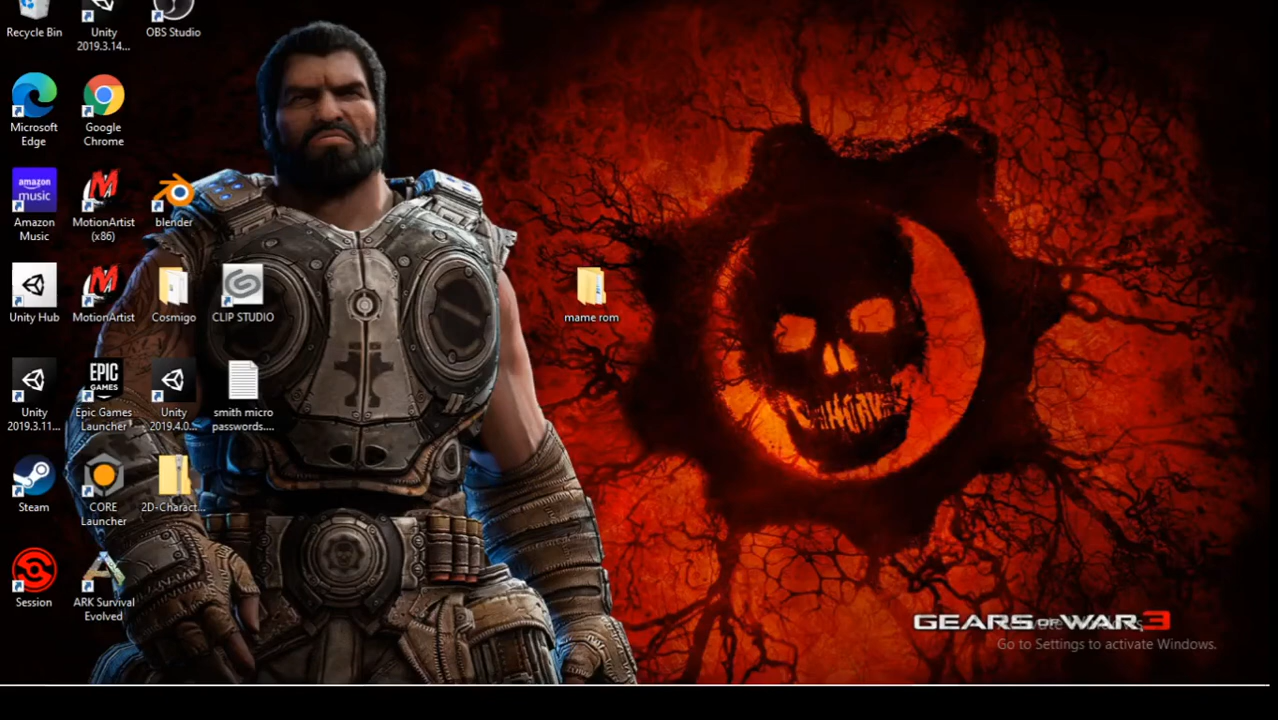 Recycle Bin
Unity
2019.3.14...
OBS Studio
Microsoft
Edge
Google
Chrome
amazon
music
Amazon
Music
MotionArtist
(x86)
blender
Unity Hub
MotionArtist
Cosmigo
CLIP STUDIO
mame rom
EPIC
GAMES
Unity
2019.3.11...
Epic Games
Launcher
Unity
2019.4.0...
smith micro
passwords....
Steam
CORE
Launcher
2D-Charact...
Session
ARK Survival
Evolved
GEARS OF WAR 3
Go to Settings to activate Windows.